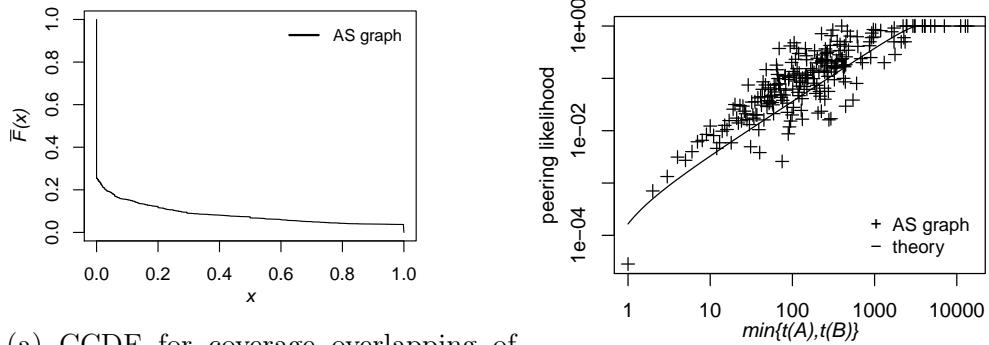 1.0
0.8
0.6
0.4
0.2
0.0
F(x)
AS graph
0.0 0.2 0.4 0.6 0.8 1.0
x
1e+00
1e−02
1e−04
peering likelihood
AS graph
theory
1 10 100 1000 10000
min{t(A),t(B)}
(a) CCDF for coverage overlapping of